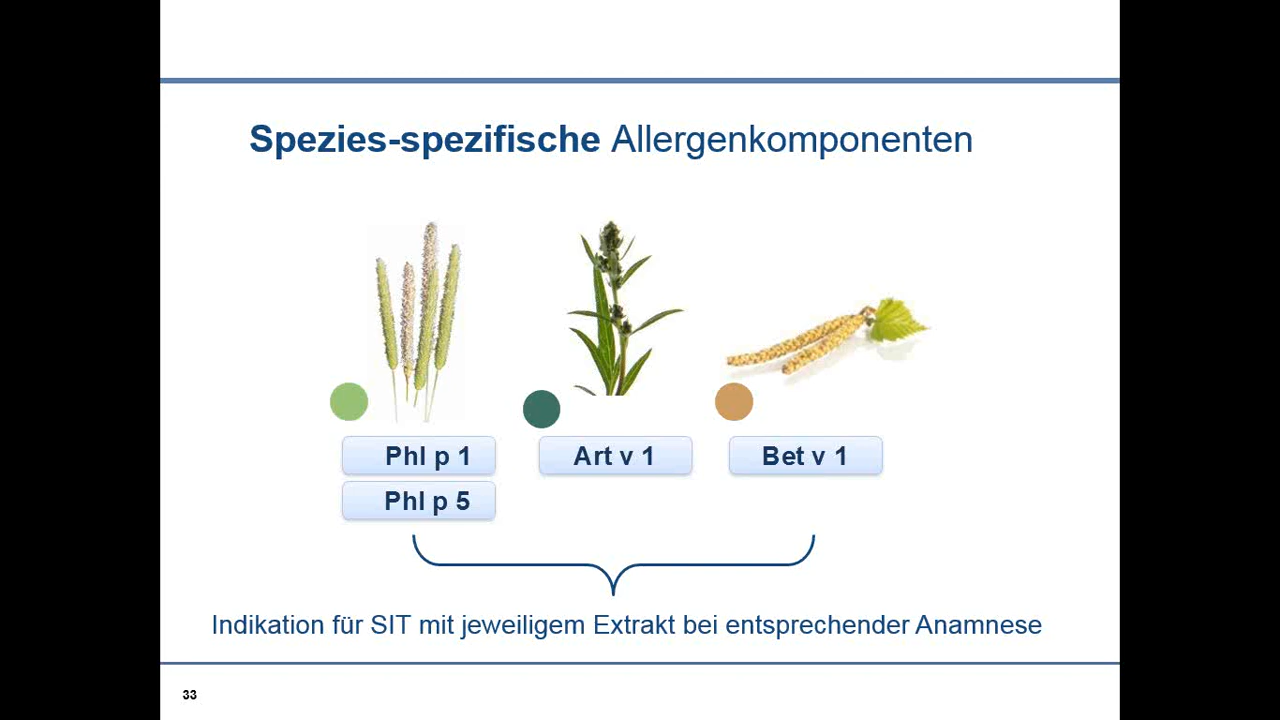 Spezies-spezifische Allergenkomponenten
Phl p 1
Art v 1
Bet v 1
Phl p 5
Indikation für SIT mit jeweiligem Extrakt bei entsprechender Anamnese
33